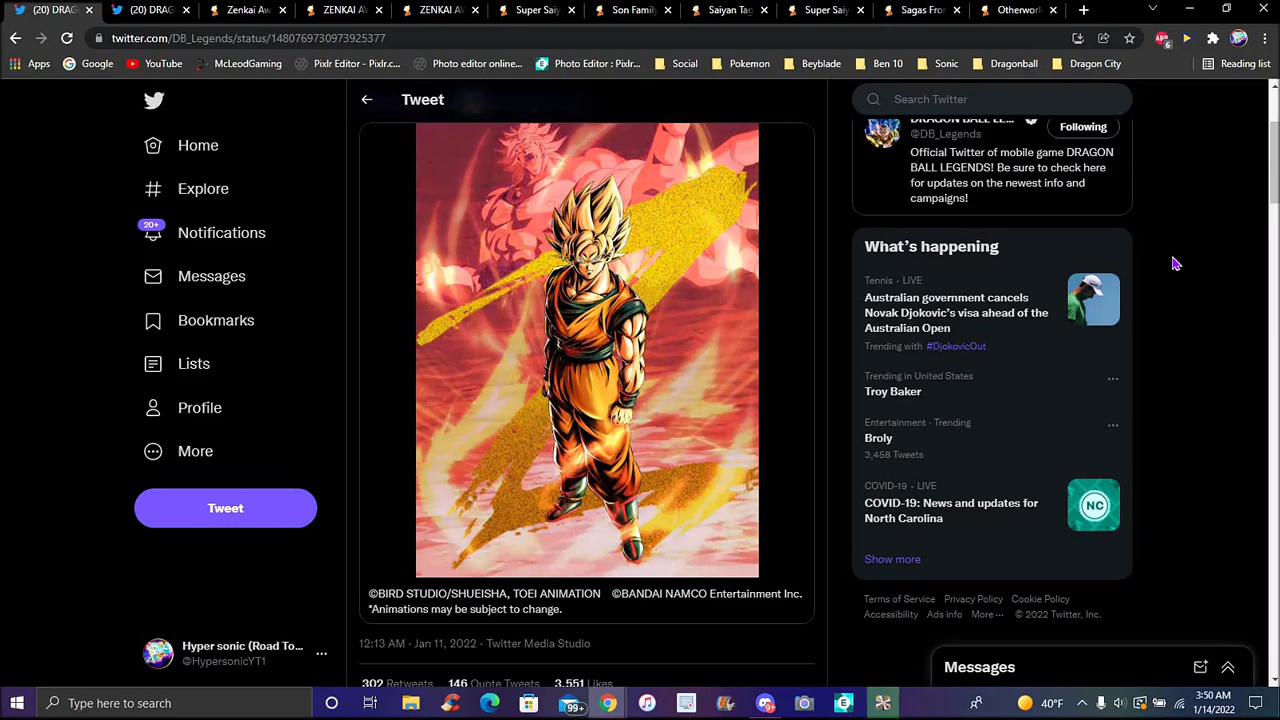 (20) DRAG
(20) DRAG
Zenkai Aw
ZENKAI AV
ZENKAI AV
Super Saiy
Son Family
Saiyan Tag
Super Saiy
Sagas Fror
Otherwork
twitter.com/DB_Legends/status/1480769730973925377
Apps
Google
YouTube
McLeodGaming
Pixlr Editor - Pixlr.c...
Photo editor online...
Photo Editor : Pixlr...
Social
Pokemon
Beyblade
Ben 10
Sonic
Dragonball
Dragon City
Reading list
Home
Explore
20+
Notifications
Messages
Bookmarks
Lists
Profile
More
Tweet
Hyper sonic (Road To...
@HypersonicYT1
Tweet
©BIRD STUDIO/SHUEISHA, TOEI ANIMATION ©BANDAI NAMCO Entertainment Inc.
*Animations may be subject to change.
12:13 AM · Jan 11, 2022 · Twitter Media Studio
302 Retweets 146 Quote Tweets 3,551 Likes
Search Twitter
DRAGON BALL LE...
@DB_Legends
Following
Official Twitter of mobile game DRAGON
BALL LEGENDS! Be sure to check here
for updates on the newest info and
campaigns!
What's happening
Tennis · LIVE
Australian government cancels
Novak Djokovic's visa ahead of the
Australian Open
Trending with #DjokovicOut
Trending in United States
Troy Baker
Entertainment · Trending
Broly
3,458 Tweets
COVID-19 · LIVE
COVID-19: News and updates for
North Carolina
NC
Show more
Terms of Service Privacy Policy Cookie Policy
Accessibility Ads info More ··· © 2022 Twitter, Inc.
Messages
Type here to search
99+
40°F
3:50 AM
1/14/2022